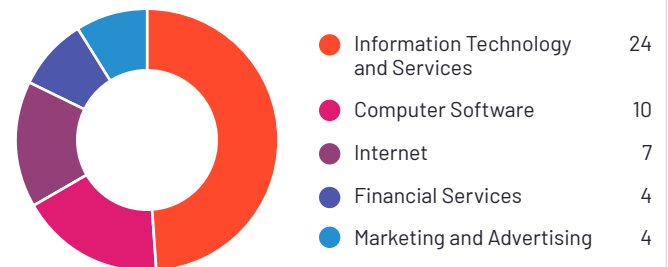 Information Technology 24
and Services
Computer Software 10
Internet 7
Financial Services 4
Marketing and Advertising 4